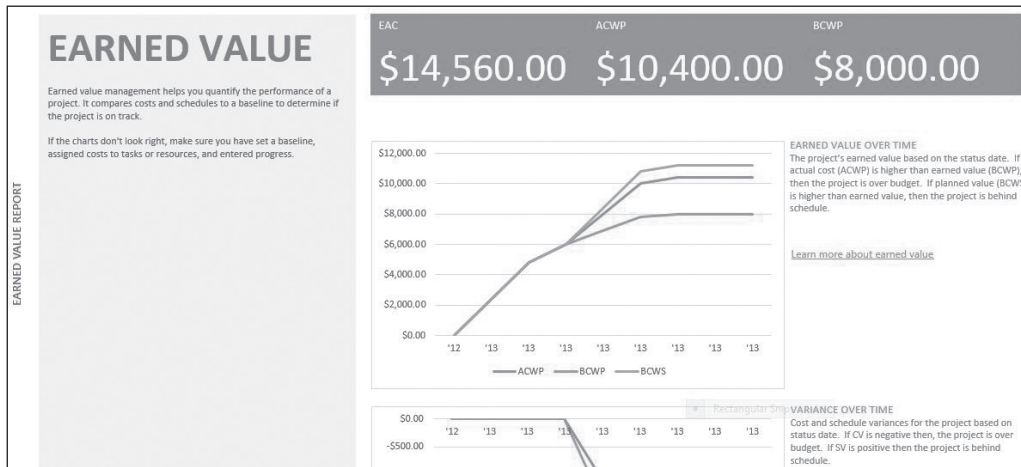 EARNED VALUE REPORT
EARNED VALUE
Earned value management helps you quantify the performance of a
project. It compares costs and schedules to a baseline to determine if
the project is on track.
If the charts don't look right, make sure you have set a baseline,
assigned costs to tasks or resources, and entered progress.
EAC
ACWP
BCWP
$14,560.00
$10,400.00
$8,000.00
$12,000.00
$10,000.00
$8,000.00
$6,000.00
$4,000.00
$2,000.00
$0.00
'12 '13 '13 '13 '13 '13 '13 '13 '13
ACWP BCWP BCWS
EARNED VALUE OVER TIME
The project's earned value based on the status date. If
actual cost (ACWP) is higher than earned value (BCWP),
then the project is over budget. If planned value (BCWS
is higher than earned value, then the project is behind
schedule.
Learn more about earned value
$0.00
-$500.00
'12 '13 '13 '13 '13 '13 '13 '13 '13
Rectangular Snip
VARIANCE OVER TIME
Cost and schedule variances for the project based on
status date. If CV is negative then, the project is over
budget. If SV is positive then the project is behind
schedule.